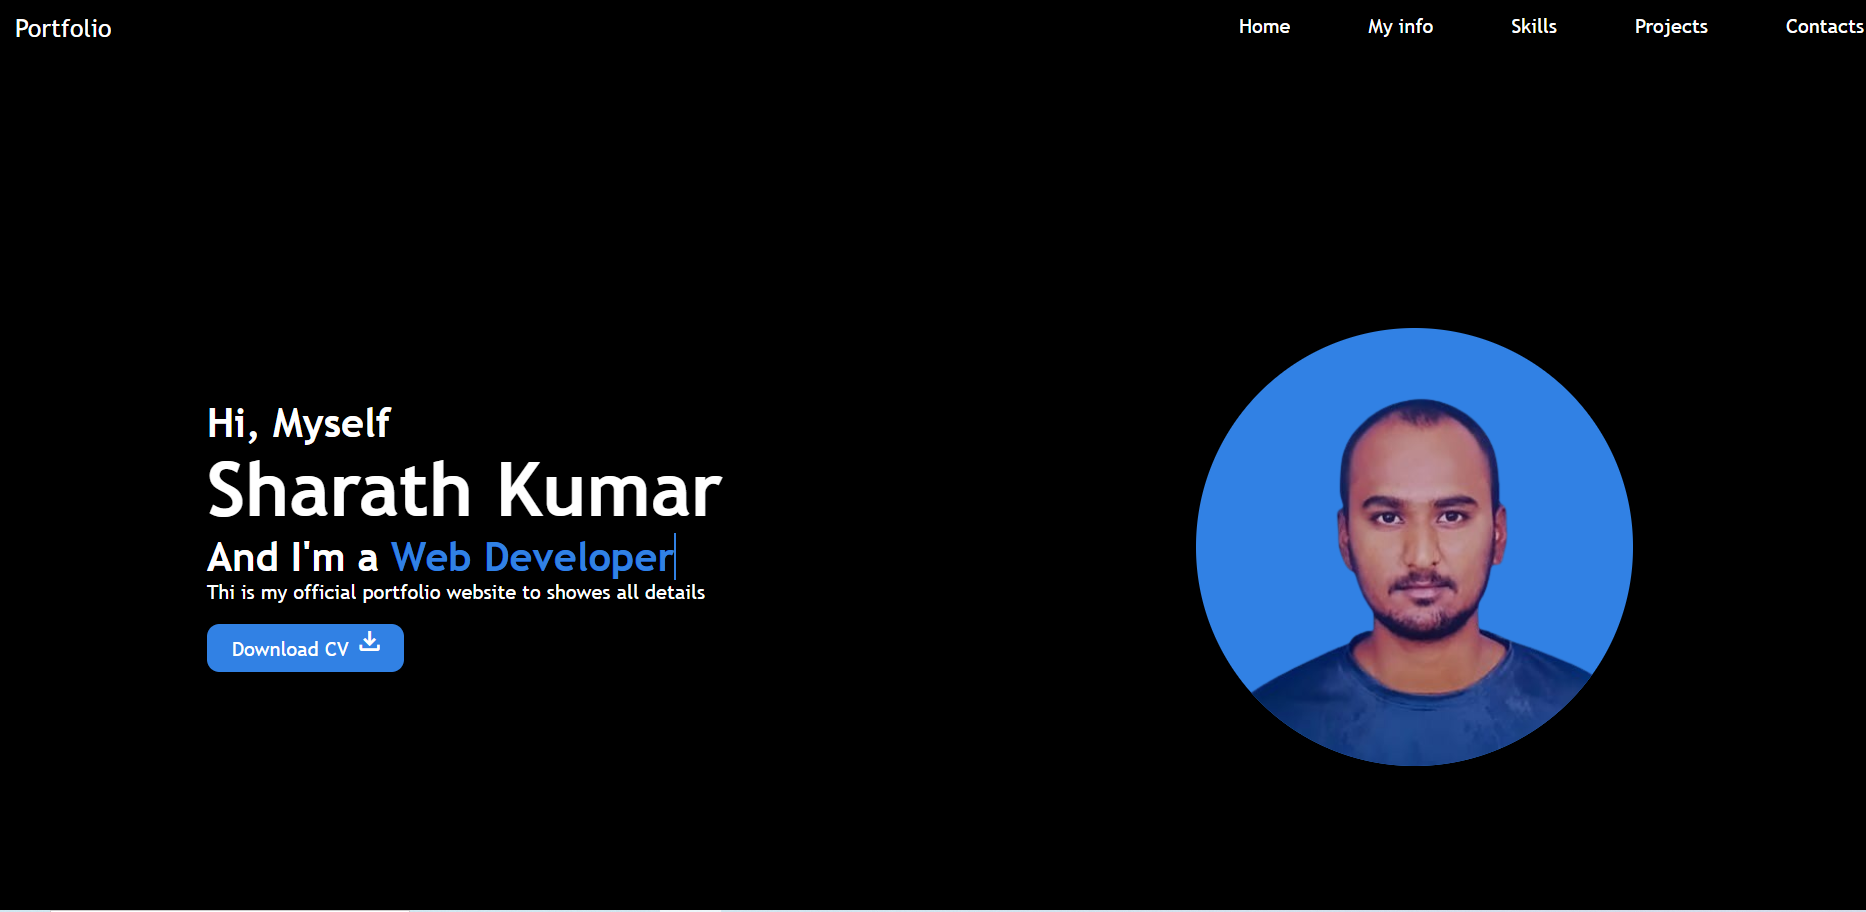 Portfolio
Home My info Skills Projects Contacts
Hi, Myself
Sharath Kumar
And I'm a Web Developer
Thi is my official portfolio website to showes all details
Download CV